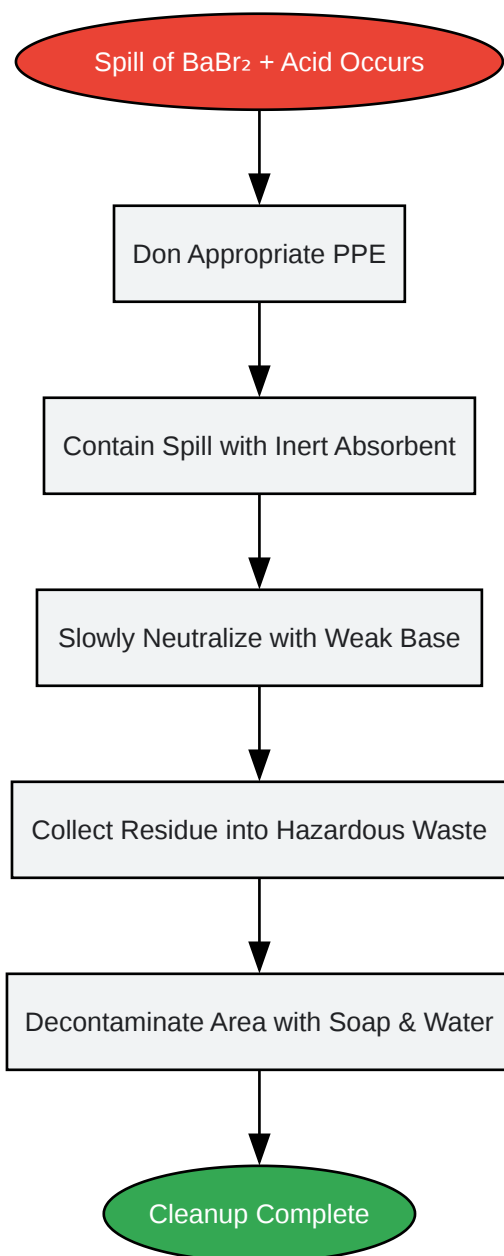 Spill of BaBr₂ + Acid Occurs
Don Appropriate PPE
Contain Spill with Inert Absorbent
Slowly Neutralize with Weak Base
Collect Residue into Hazardous Waste
Decontaminate Area with Soap & Water
Cleanup Complete